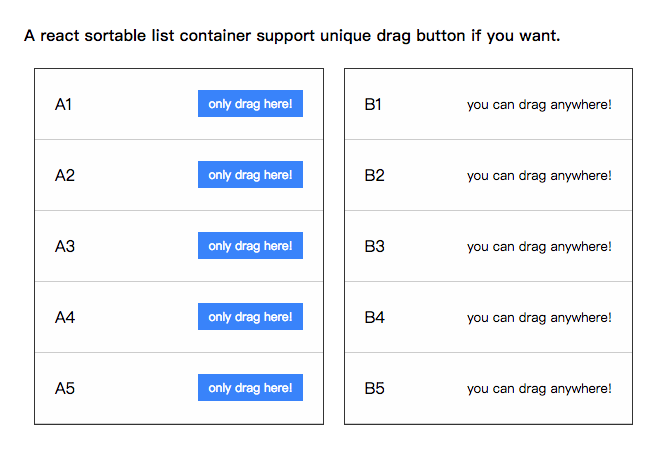 A react sortable list container support unique drag button if you want.
A1 only drag here!
A2 only drag here!
A3 only drag here!
A4 only drag here!
A5 only drag here!
B1 you can drag anywhere!
B2 you can drag anywhere!
B3 you can drag anywhere!
B4 you can drag anywhere!
B5 you can drag anywhere!